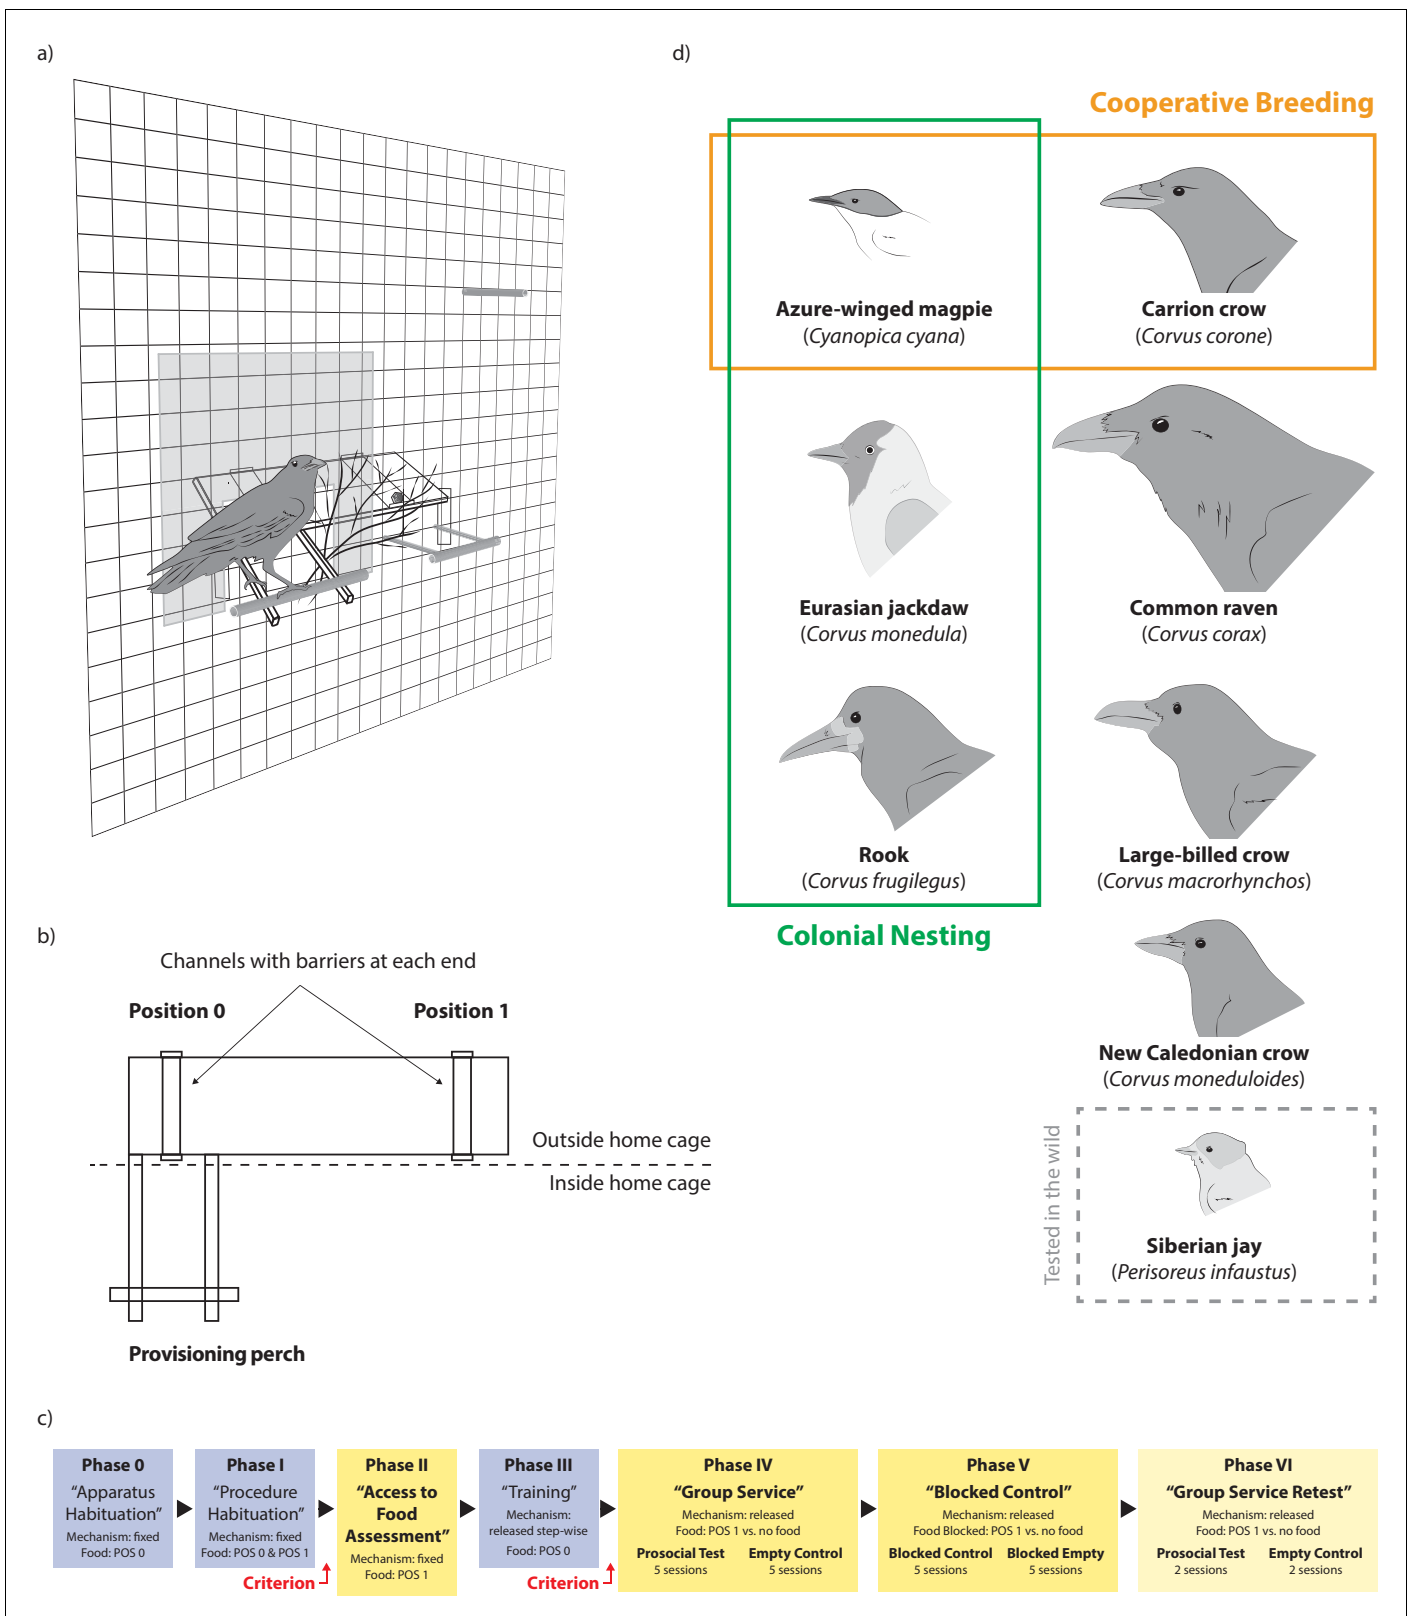 a)
d)
Cooperative Breeding
Azure-winged magpie
(Cyanopica cyana)
Carrion crow
(Corvus corone)
Eurasian jackdaw
(Corvus monedula)
Common raven
(Corvus corax)
Rook
(Corvus frugilegus)
Large-billed crow
(Corvus macrorhynchos)
Colonial Nesting
New Caledonian crow
(Corvus moneduloides)
Tested in the wild
Siberian jay
(Perisoreus infaustus)
b)
Channels with barriers at each end
Position 0
Position 1
Outside home cage
Inside home cage
Provisioning perch
c)
Phase 0
“Apparatus
Habituation”
Mechanism: fixed
Food: POS 0
Phase I
“Procedure
Habituation”
Mechanism: fixed
Food: POS 0 & POS 1
Criterion
Phase II
“Access to
Food
Assessment”
Mechanism: fixed
Food: POS 1
Phase III
“Training”
Mechanism:
released step-wise
Food: POS 0
Criterion
Phase IV
“Group Service”
Mechanism: released
Food: POS 1 vs. no food
Prosocial Test
5 sessions
Empty Control
5 sessions
Phase V
“Blocked Control”
Mechanism: released
Food Blocked: POS 1 vs. no food
Blocked Control
5 sessions
Blocked Empty
5 sessions
Phase VI
“Group Service Retest”
Mechanism: released
Food: POS 1 vs. no food
Prosocial Test
2 sessions
Empty Control
2 sessions